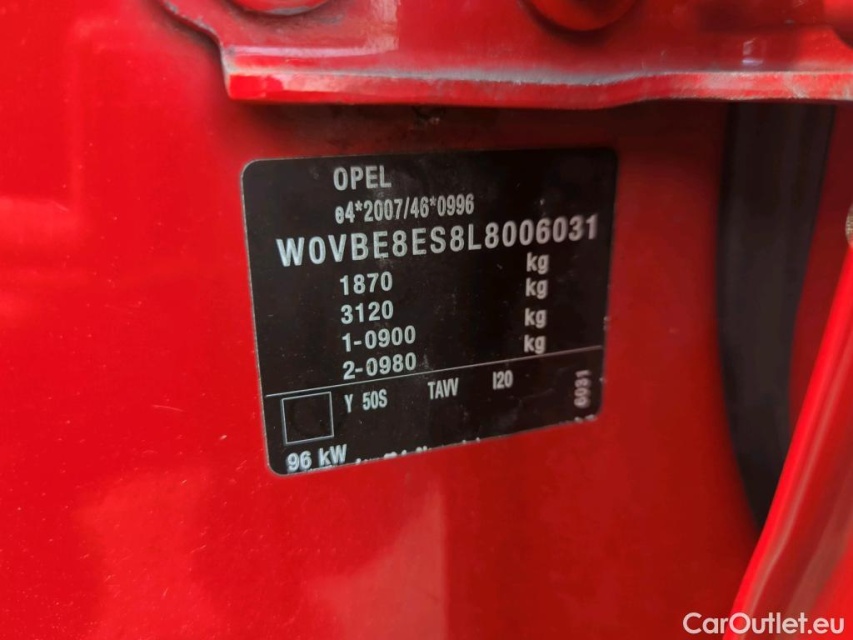 OPEL
e4*2007/46*0996
W0VBE8ES8L8006031
1870 kg
3120 kg
1-0900 kg
2-0980 kg
Y 50S TAVV I20 6031
96 kW
CarOutlet.eu